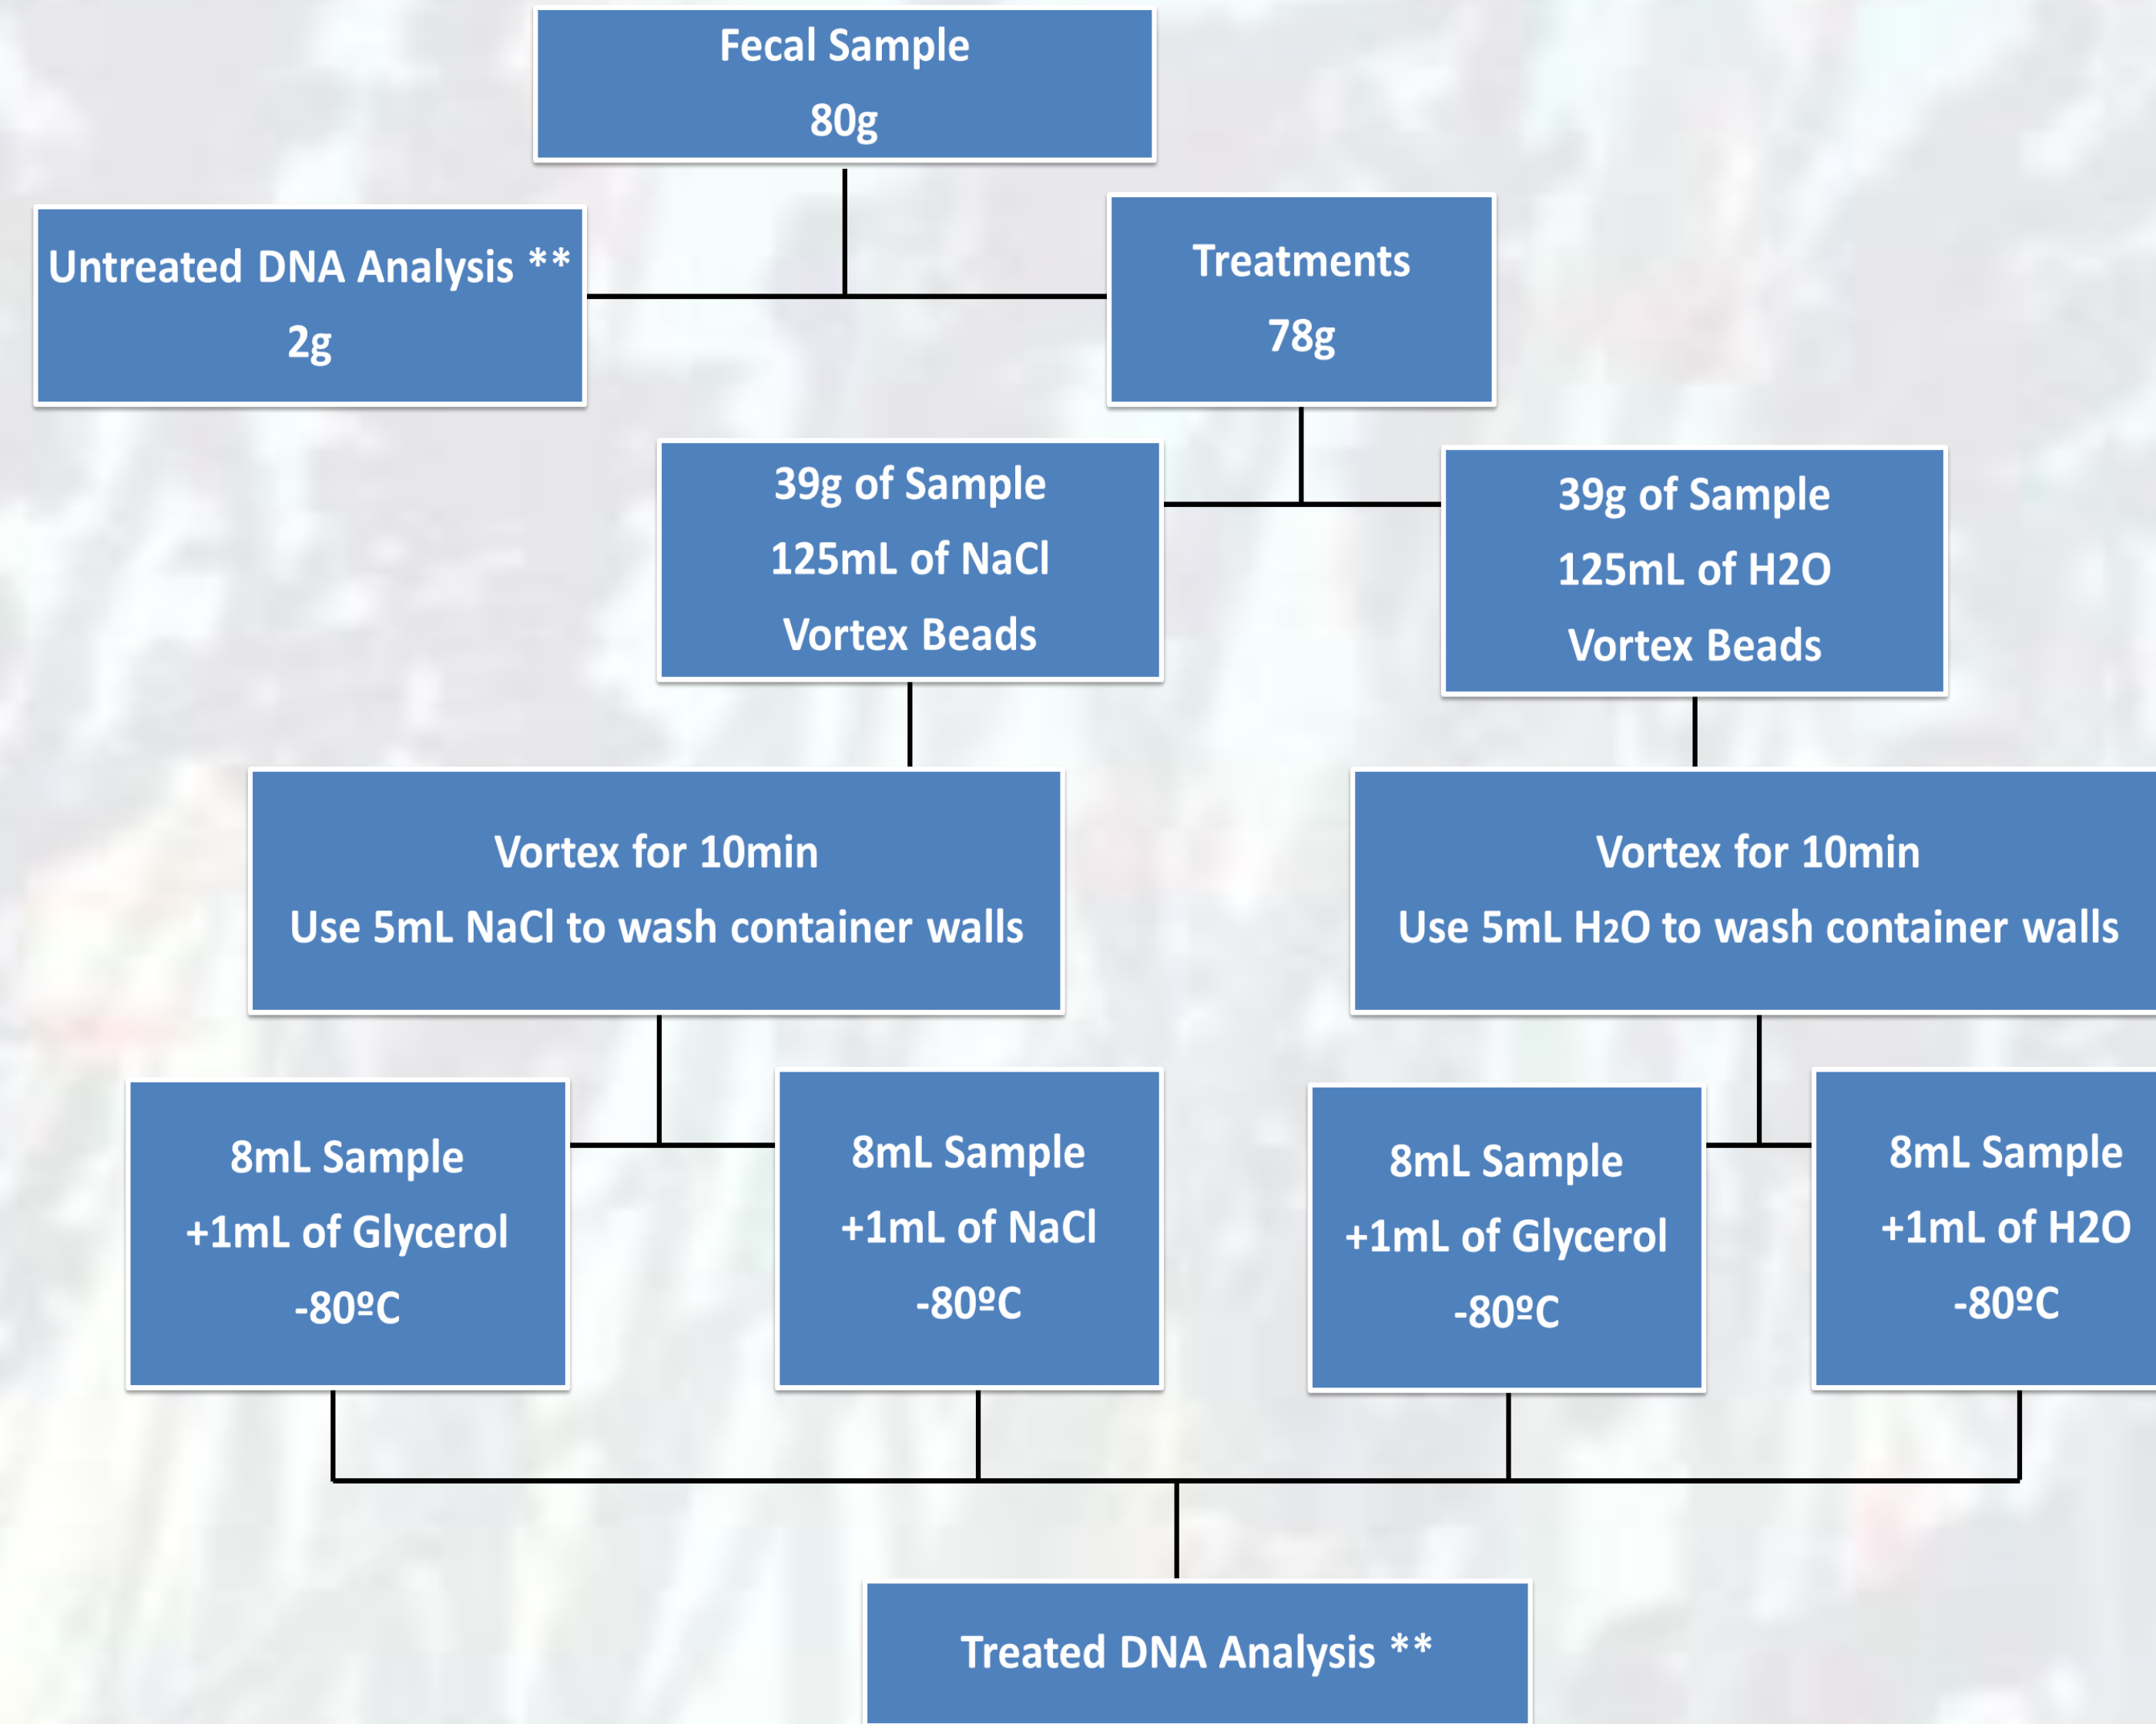 Fecal Sample
80g
Untreated DNA Analysis **
2g
Treatments
78g
39g of Sample
125mL of NaCl
Vortex Beads
39g of Sample
125mL of H2O
Vortex Beads
Vortex for 10min
Use 5mL NaCl to wash container walls
Vortex for 10min
Use 5mL H2O to wash container walls
8mL Sample
+1mL of Glycerol
-80ºC
8mL Sample
+1mL of NaCl
-80ºC
8mL Sample
+1mL of Glycerol
-80ºC
8mL Sample
+1mL of H2O
-80ºC
Treated DNA Analysis **